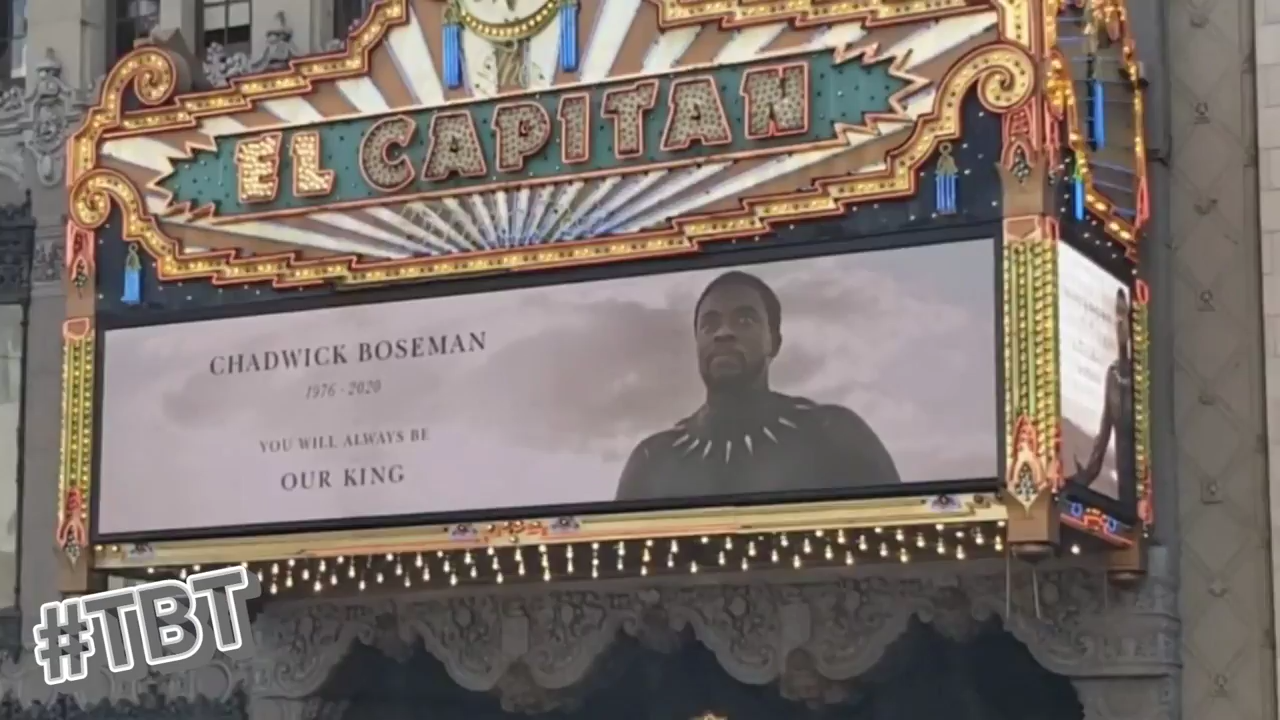 EL CAPITAN
CHADWICK BOSEMAN
1976 - 2020
YOU WILL ALWAYS BE
OUR KING
#TBT